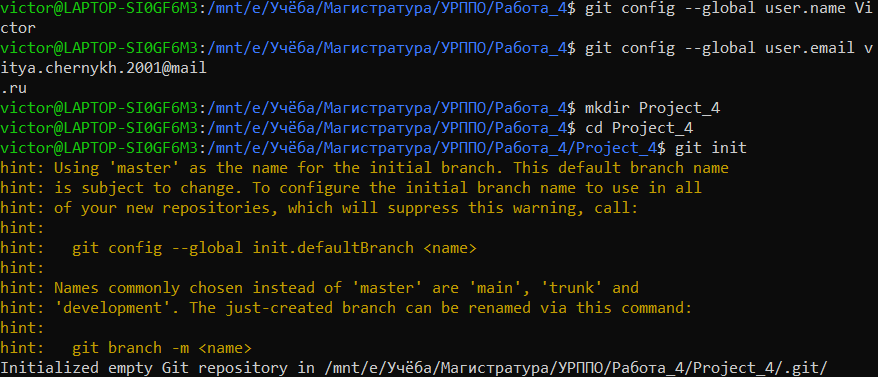 victor@LAPTOP-SI0GF6M3:/mnt/e/Учёба/Магистратура/УРППО/Работа_4$ git config --global user.name Vi
ctor
victor@LAPTOP-SI0GF6M3:/mnt/e/Учёба/Магистратура/УРППО/Работа_4$ git config --global user.email v
itya.chernykh.2001@mail
.ru
victor@LAPTOP-SI0GF6M3:/mnt/e/Учёба/Магистратура/УРППО/Работа_4$ mkdir Project_4
victor@LAPTOP-SI0GF6M3:/mnt/e/Учёба/Магистратура/УРППО/Работа_4$ cd Project_4
victor@LAPTOP-SI0GF6M3:/mnt/e/Учёба/Магистратура/УРППО/Работа_4/Project_4$ git init
hint: Using 'master' as the name for the initial branch. This default branch name
hint: is subject to change. To configure the initial branch name to use in all
hint: of your new repositories, which will suppress this warning, call:
hint:
hint:   git config --global init.defaultBranch <name>
hint:
hint: Names commonly chosen instead of 'master' are 'main', 'trunk' and
hint: 'development'. The just-created branch can be renamed via this command:
hint:
hint:   git branch -m <name>
Initialized empty Git repository in /mnt/e/Учёба/Магистратура/УРППО/Работа_4/Project_4/.git/